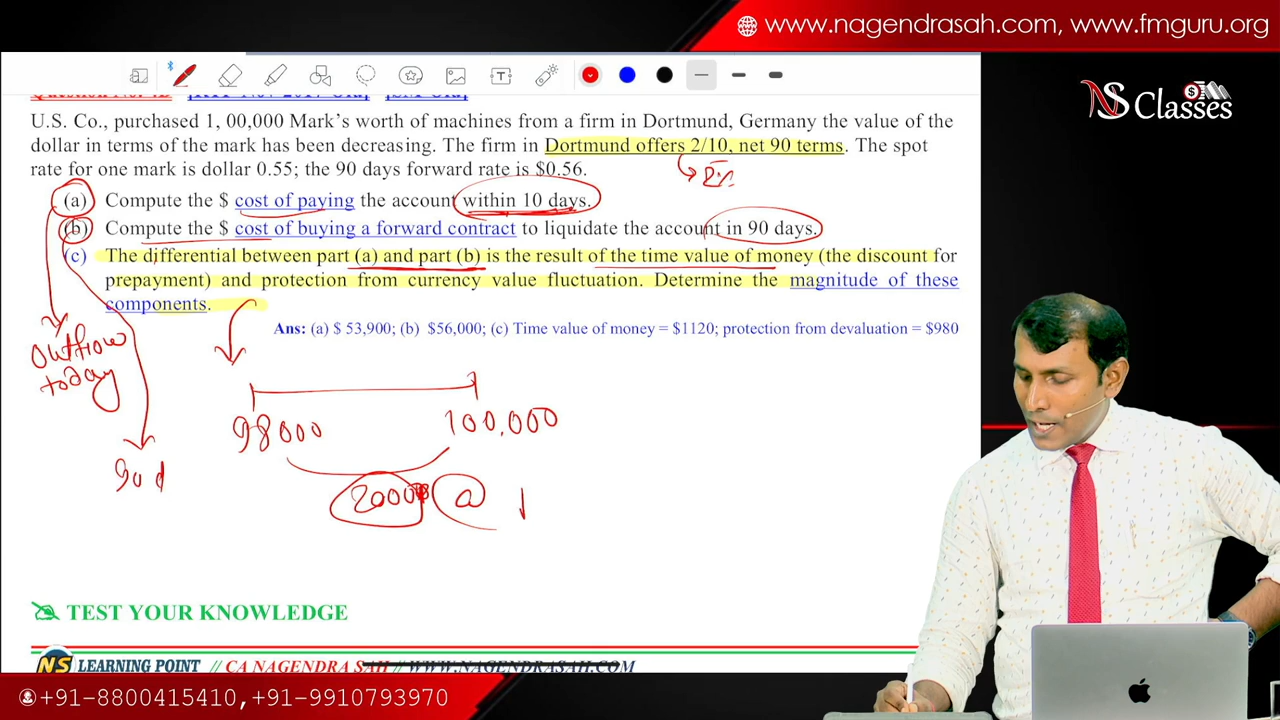 www.nagendrasah.com, www.fmguru.org
NS Classes
U.S. Co., purchased 1, 00,000 Mark's worth of machines from a firm in Dortmund, Germany the value of the
dollar in terms of the mark has been decreasing. The firm in Dortmund offers 2/10, net 90 terms. The spot
rate for one mark is dollar 0.55; the 90 days forward rate is $0.56.
2%
(a) Compute the $ cost of paying the account within 10 days.
(b) Compute the $ cost of buying a forward contract to liquidate the account in 90 days.
(c) The differential between part (a) and part (b) is the result of the time value of money (the discount for
prepayment) and protection from currency value fluctuation. Determine the magnitude of these
components.
Ans: (a) $ 53,900; (b) $56,000; (c) Time value of money = $1120; protection from devaluation = $980
outflow
today
98000
100,000
90 d
2000
@
TEST YOUR KNOWLEDGE
NS LEARNING POINT // CA NAGENDRA SAH // WWW.NAGENDRASAH.COM
+91-8800415410,+91-9910793970